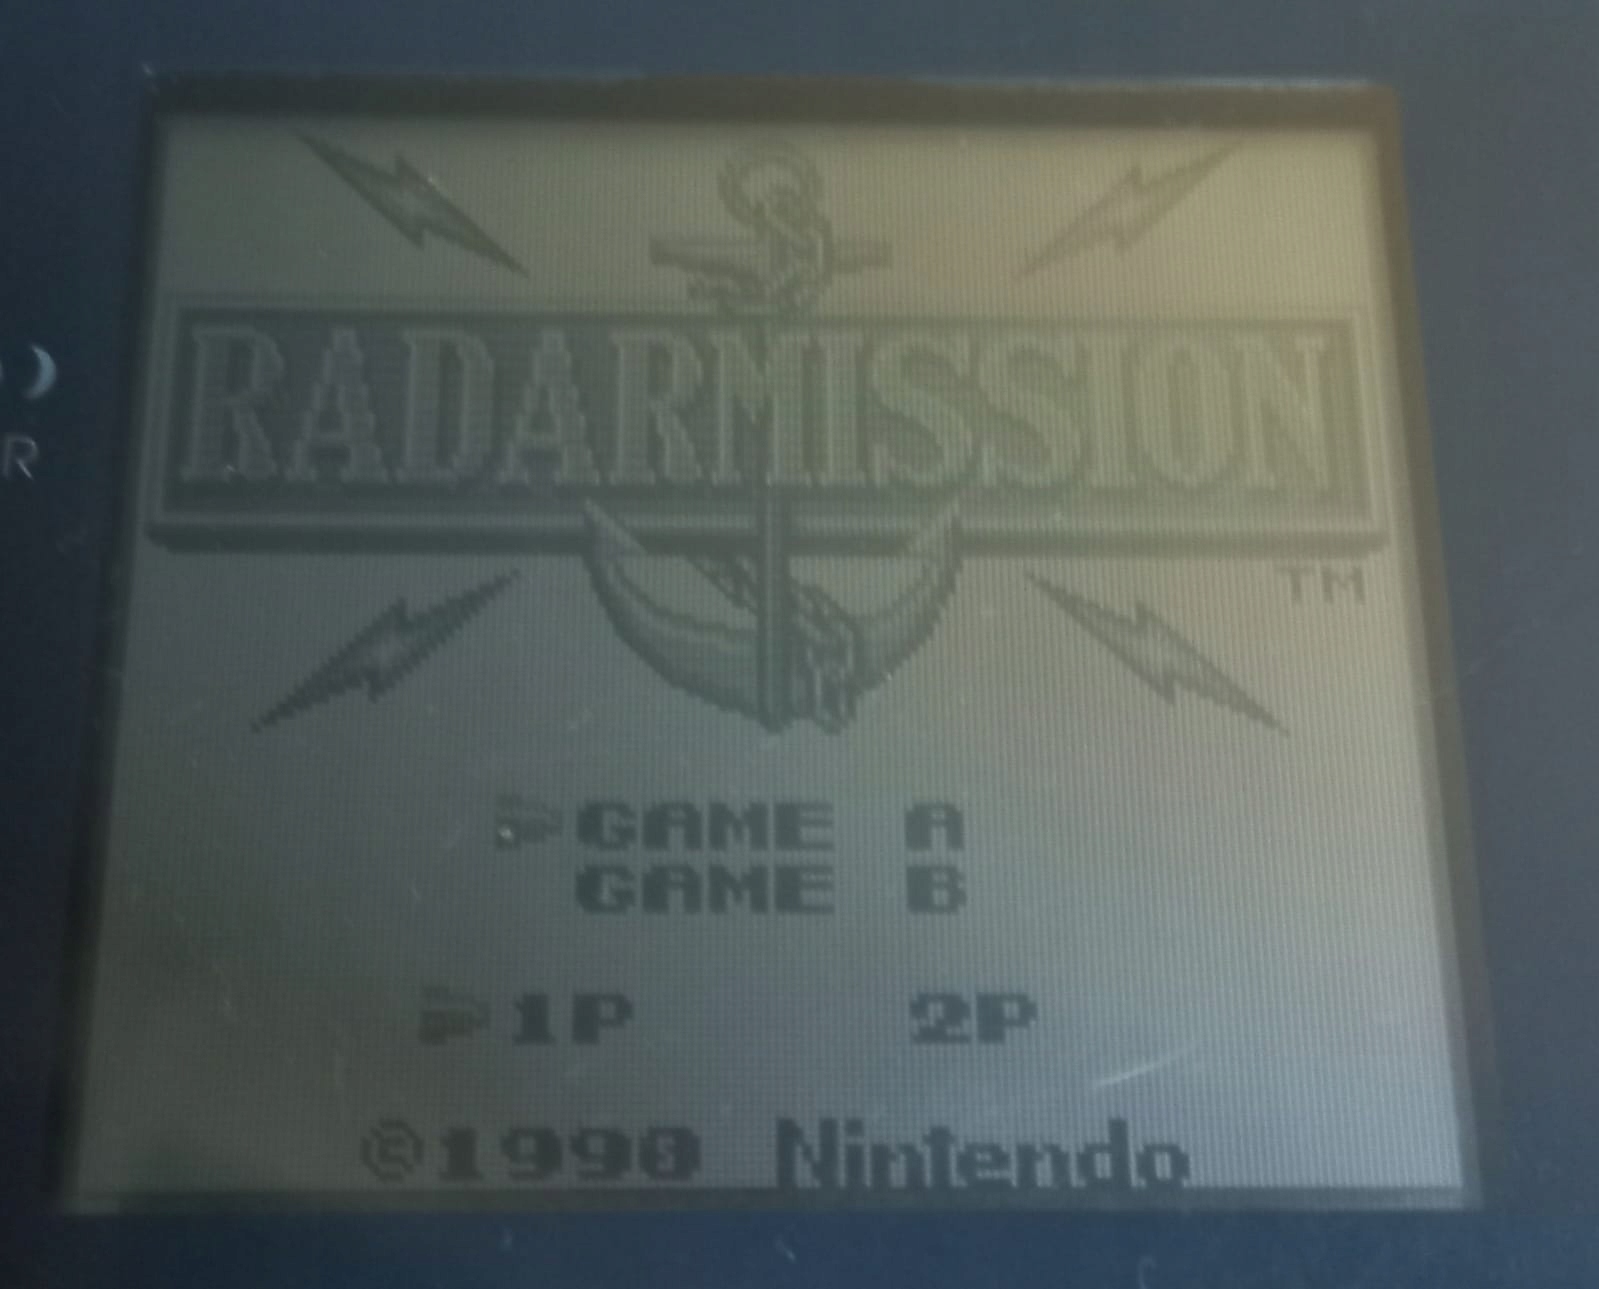 RADARMISSION
TM
GAME A
GAME B
1P 2P
©1990 Nintendo
R